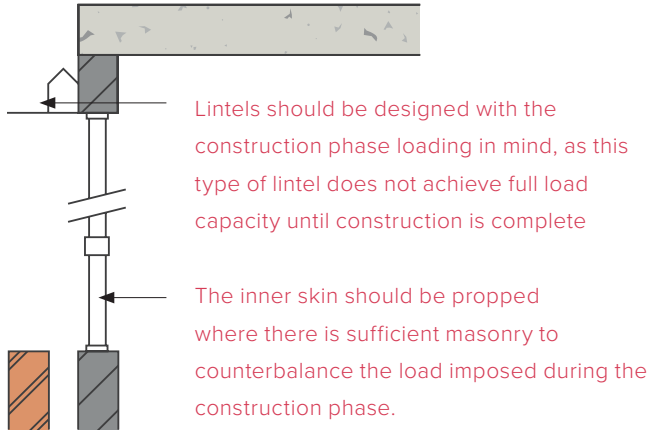 Lintels should be designed with the
construction phase loading in mind, as this
type of lintel does not achieve full load
capacity until construction is complete
The inner skin should be propped
where there is sufficient masonry to
counterbalance the load imposed during the
construction phase.